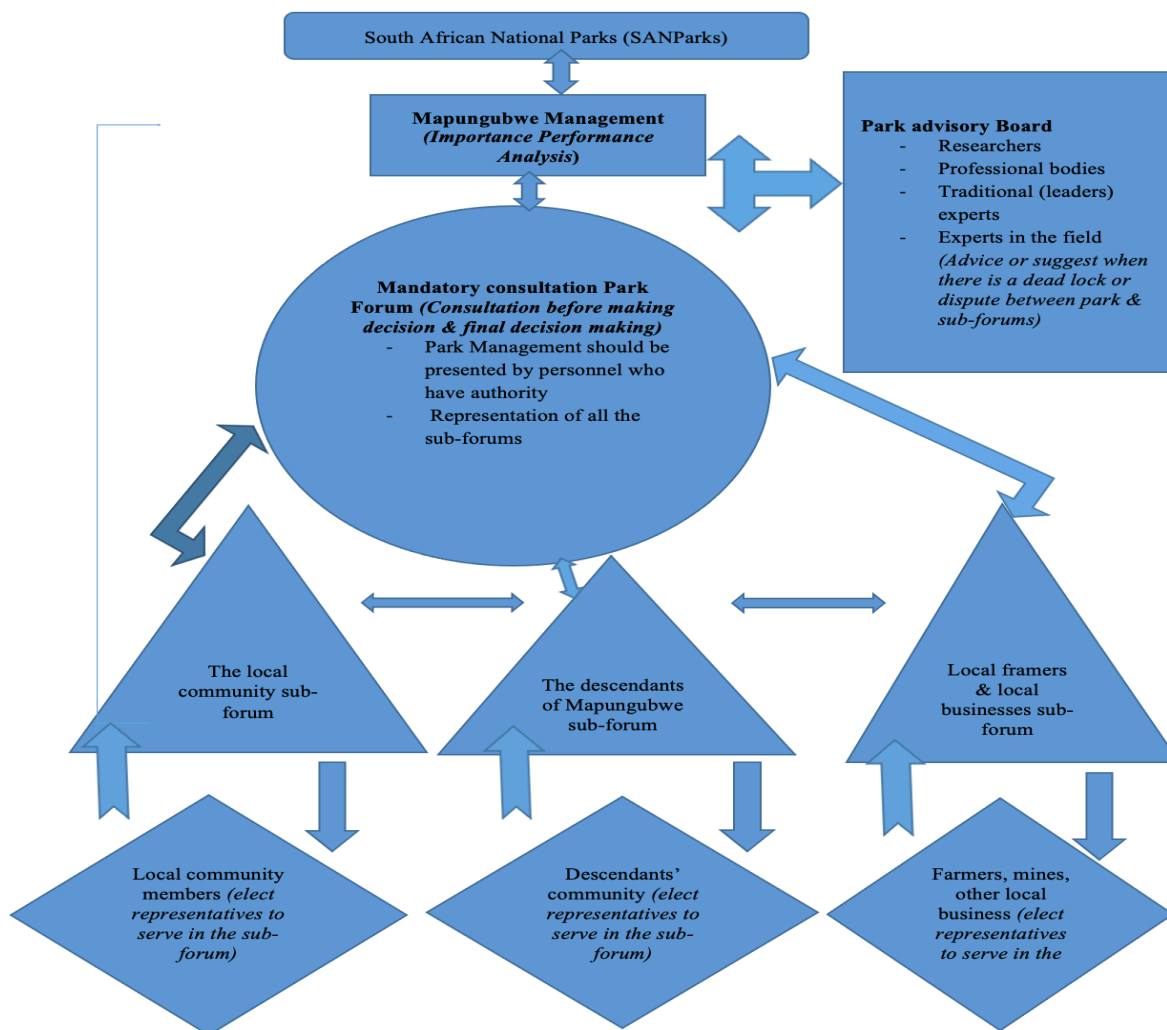 South African National Parks (SANParks)
Mapungubwe Management
(Importance Performance
Analysis)
Park advisory Board
- Researchers
- Professional bodies
- Traditional (leaders)
experts
- Experts in the field
(Advice or suggest when
there is a dead lock or
dispute between park &
sub-forums)
Mandatory consultation Park
Forum (Consultation before making
decision & final decision making)
- Park Management should be
presented by personnel who
have authority
- Representation of all the
sub-forums
The local
community sub-
forum
The descendants
of Mapungubwe
sub-forum
Local framers
& local
businesses sub-
forum
Local community
members (elect
representatives to
serve in the sub-
forum)
Descendants’
community (elect
representatives to
serve in the sub-
forum)
Farmers, mines,
other local
business (elect
representatives
to serve in the